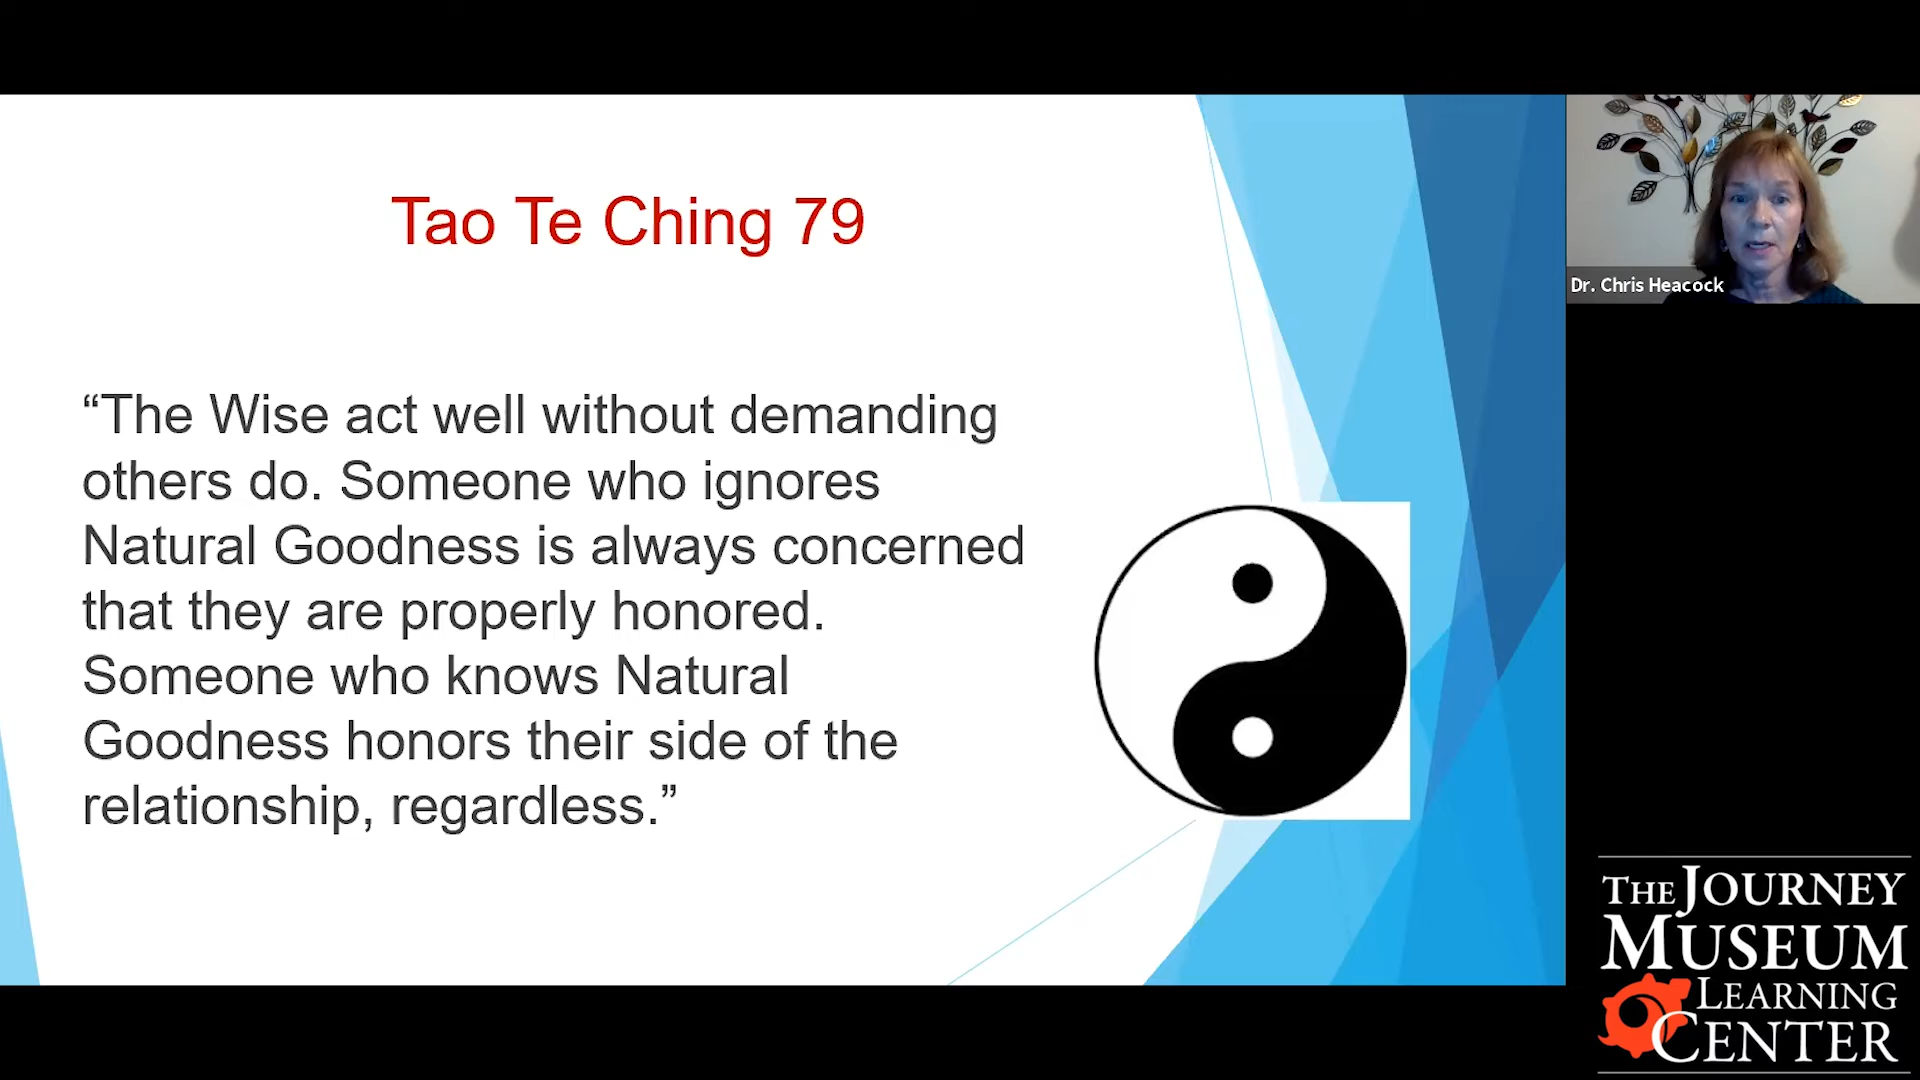 Tao Te Ching 79
“The Wise act well without demanding
others do. Someone who ignores
Natural Goodness is always concerned
that they are properly honored.
Someone who knows Natural
Goodness honors their side of the
relationship, regardless.”
Dr. Chris Heacock
THE JOURNEY
MUSEUM
LEARNING
CENTER